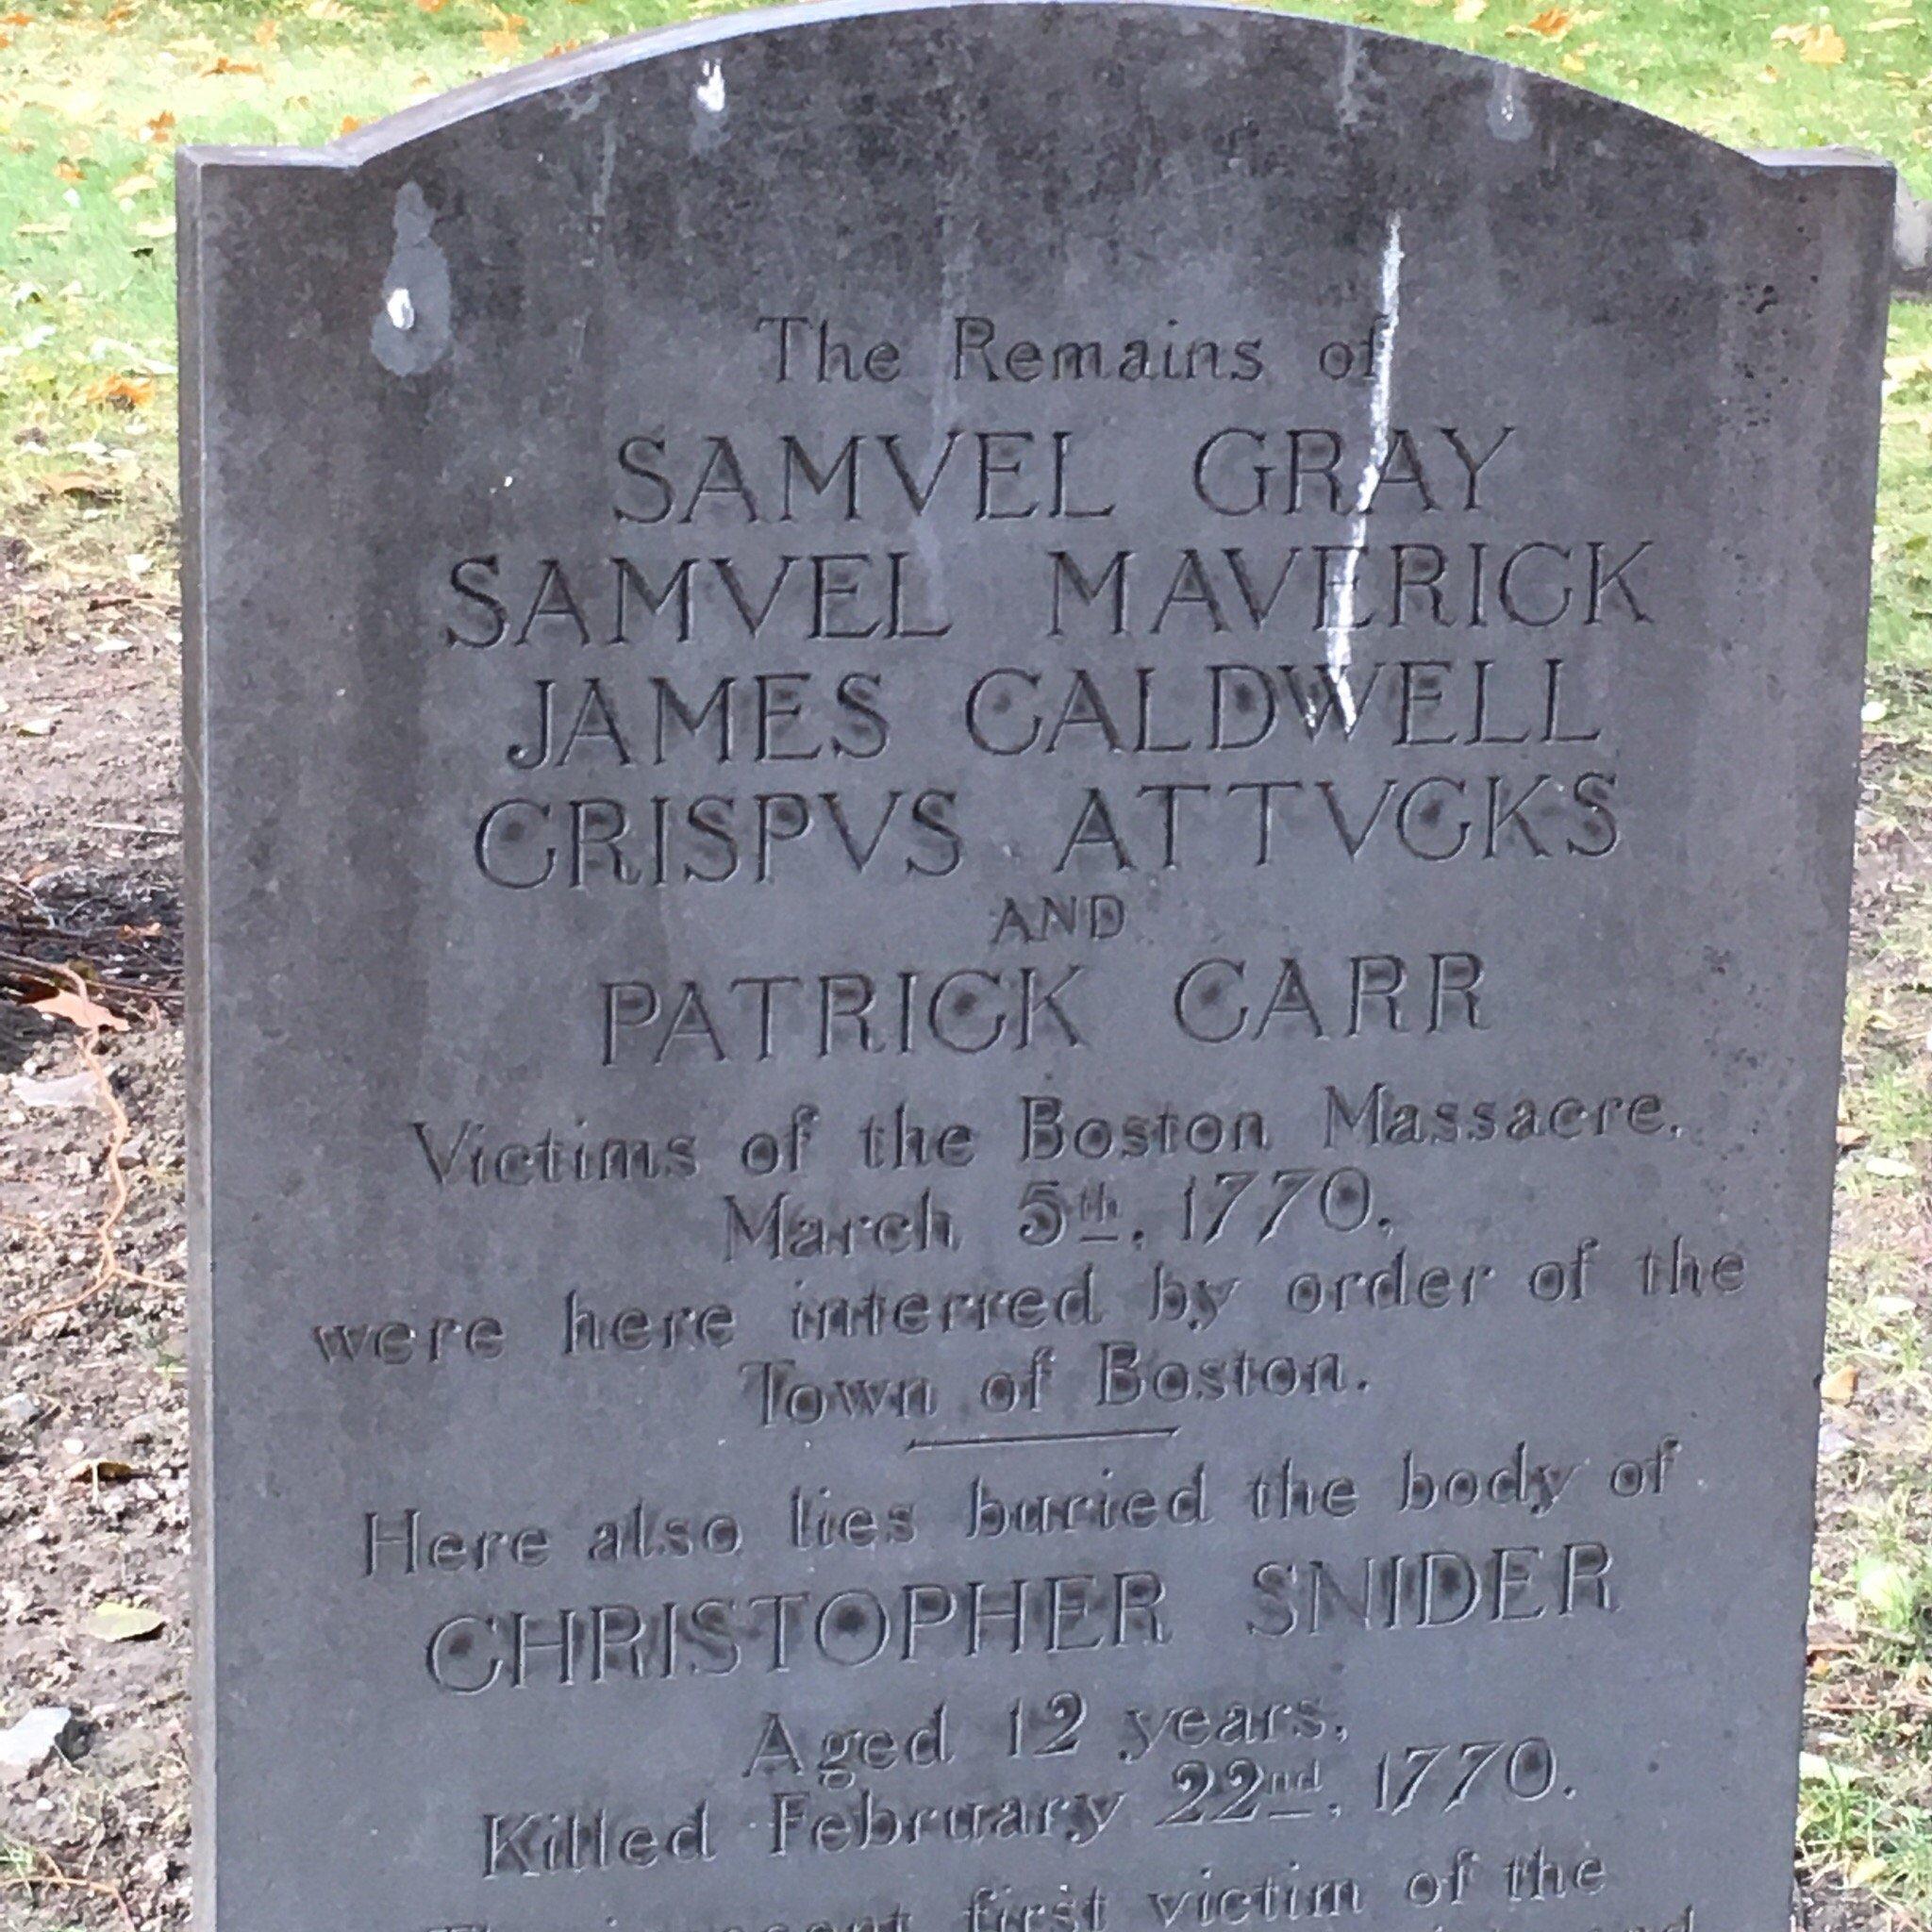 The Remains of
SAMVEL GRAY
SAMVEL MAVERICK
JAMES CALDWELL
CRISPVS ATTVCKS
AND
PATRICK CARR
Victims of the Boston Massacre,
March 5th, 1770,
were here interred by order of the
Town of Boston.
Here also lies buried the body of
CHRISTOPHER SNIDER
Aged 12 years,
Killed February 22nd, 1770.
The innocent first victim of the